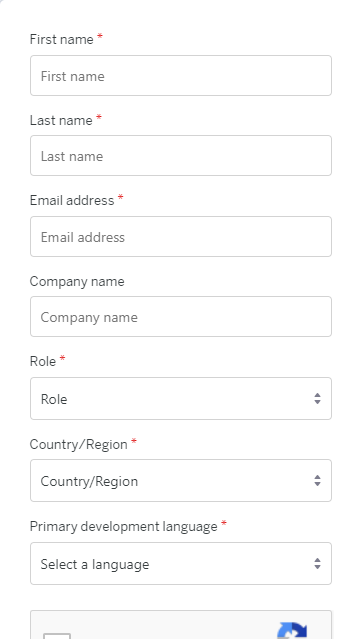 First name *
First name
Last name *
Last name
Email address *
Email address
Company name
Company name
Role *
Role
Country/Region *
Country/Region
Primary development language *
Select a language